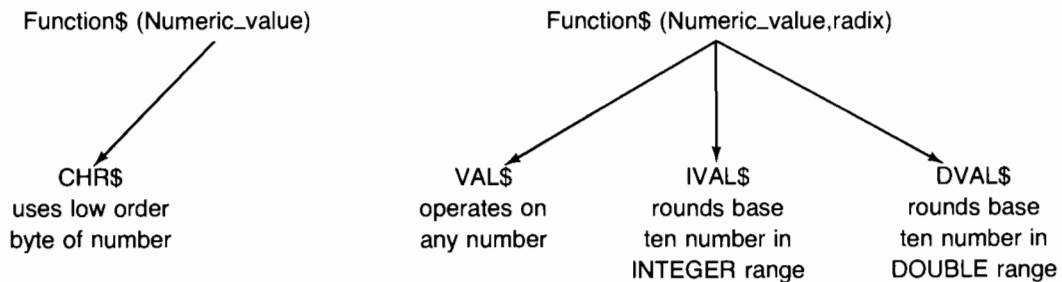 Function$ (Numeric_value)
Function$ (Numeric_value,radix)
CHR$
uses low order
byte of number
VAL$
operates on
any number
IVAL$
rounds base
ten number in
INTEGER range
DVAL$
rounds base
ten number in
DOUBLE range